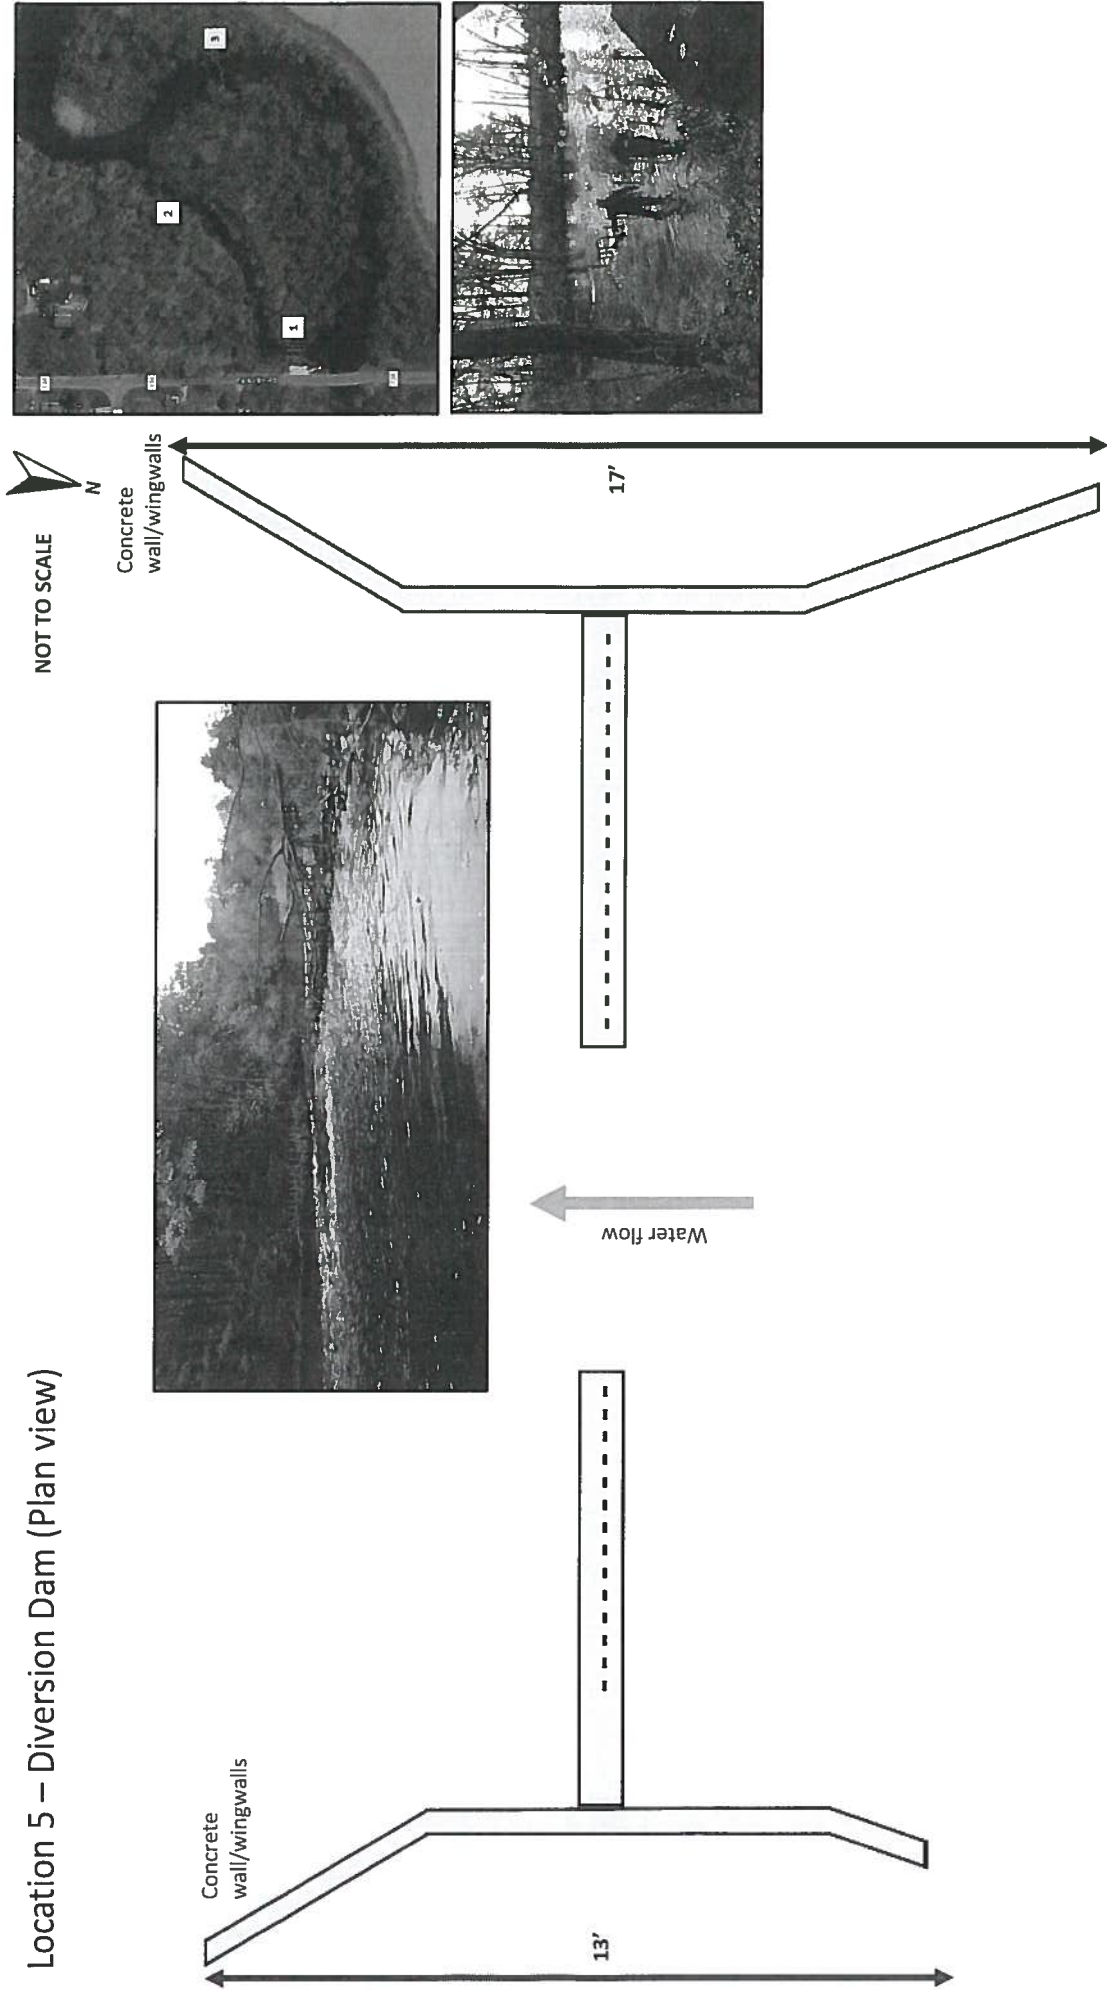 Location 5 – Diversion Dam (Plan view)
NOT TO SCALE
N
Concrete
wall/wingwalls
Concrete
wall/wingwalls
Water flow
13'
17'
1
2
3